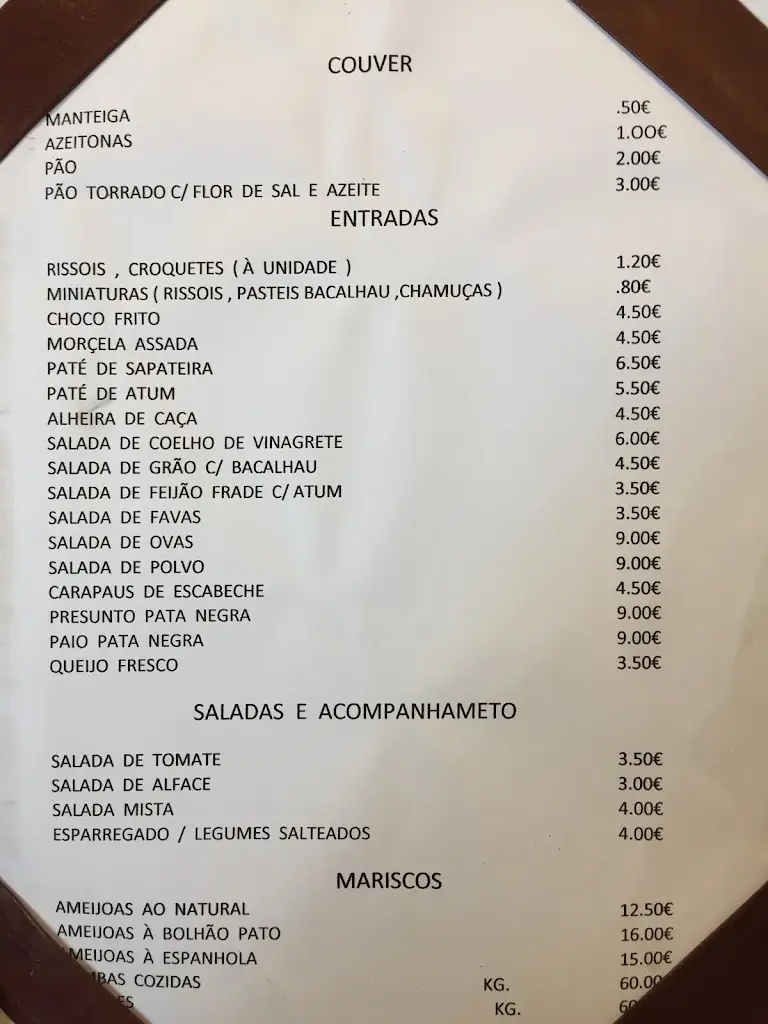 COUVER
MANTEIGA .50€
AZEITONAS 1.OO€
PÃO 2.00€
PÃO TORRADO C/ FLOR DE SAL E AZEITE 3.00€
ENTRADAS
RISSOIS , CROQUETES ( À UNIDADE ) 1.20€
MINIATURAS ( RISSOIS , PASTEIS BACALHAU ,CHAMUÇAS ) .80€
CHOCO FRITO 4.50€
MORÇELA ASSADA 4.50€
PATÉ DE SAPATEIRA 6.50€
PATÉ DE ATUM 5.50€
ALHEIRA DE CAÇA 4.50€
SALADA DE COELHO DE VINAGRETE 6.00€
SALADA DE GRÃO C/ BACALHAU 4.50€
SALADA DE FEIJÃO FRADE C/ ATUM 3.50€
SALADA DE FAVAS 3.50€
SALADA DE OVAS 9.00€
SALADA DE POLVO 9.00€
CARAPAUS DE ESCABECHE 4.50€
PRESUNTO PATA NEGRA 9.00€
PAIO PATA NEGRA 9.00€
QUEIJO FRESCO 3.50€
SALADAS E ACOMPANHAMETO
SALADA DE TOMATE 3.50€
SALADA DE ALFACE 3.00€
SALADA MISTA 4.00€
ESPARREGADO / LEGUMES SALTEADOS 4.00€
MARISCOS
AMEIJOAS AO NATURAL 12.50€
AMEIJOAS À BOLHÃO PATO 16.00€
AMEIJOAS À ESPANHOLA 15.00€
COZIDAS KG. 60.00
KG.